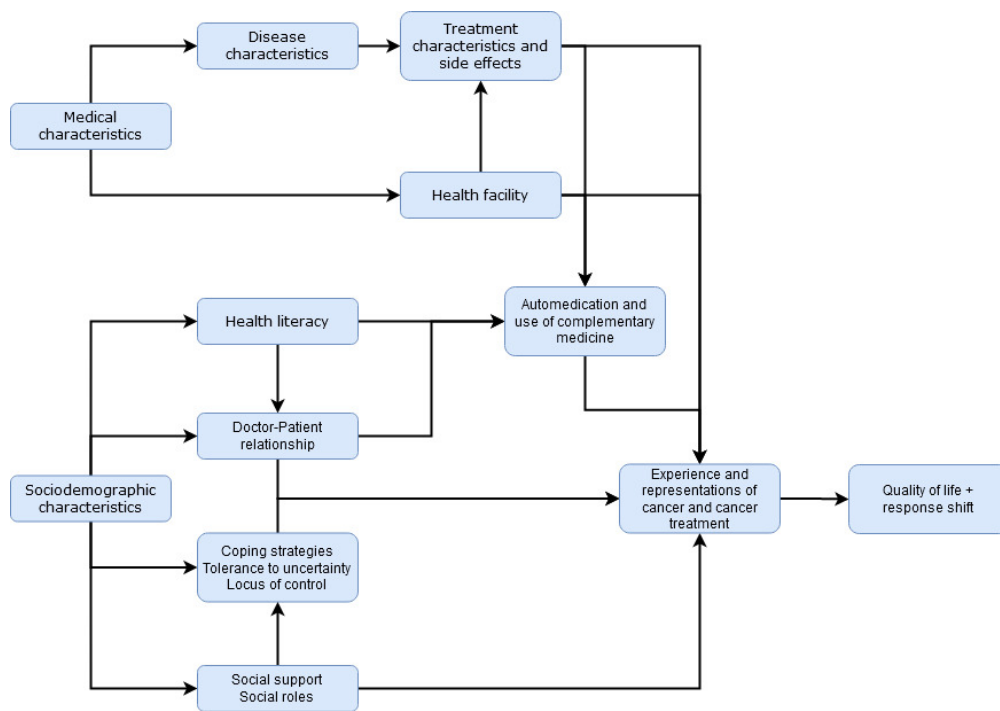 Disease
characteristics
Treatment
characteristics and
side effects
Medical
characteristics
Health facility
Automedication and
use of complementary
medicine
Health literacy
Doctor-Patient
relationship
Sociodemographic
characteristics
Experience and
representations of
cancer and cancer
treatment
Quality of life +
response shift
Coping strategies
Tolerance to uncertainty
Locus of control
Social support
Social roles